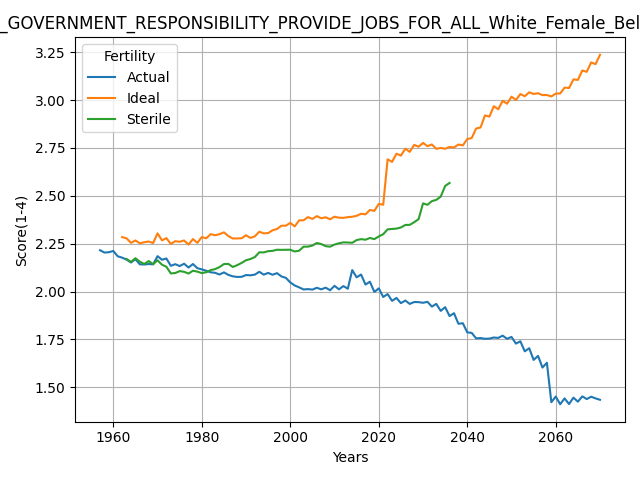 _GOVERNMENT_RESPONSIBILITY_PROVIDE_JOBS_FOR_ALL_White_Female_Bel
Fertility
Actual
Ideal
Sterile
3.25
3.00
2.75
2.50
2.25
2.00
1.75
1.50
Score(1-4)
1960 1980 2000 2020 2040 2060
Years